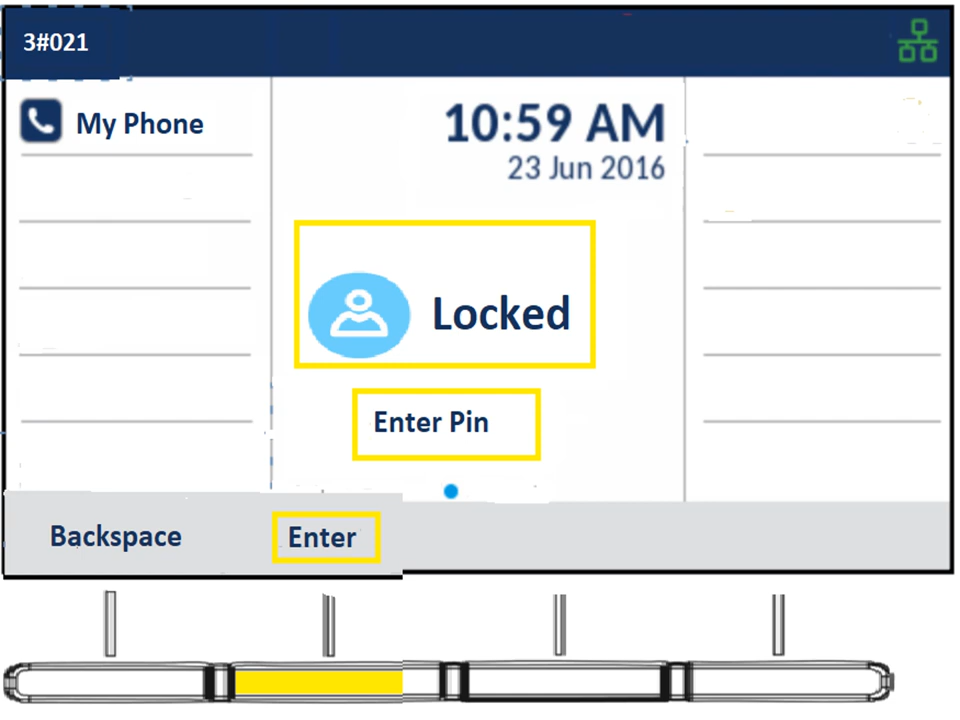 3#021
My Phone
10:59 AM
23 Jun 2016
Locked
Enter Pin
Backspace
Enter